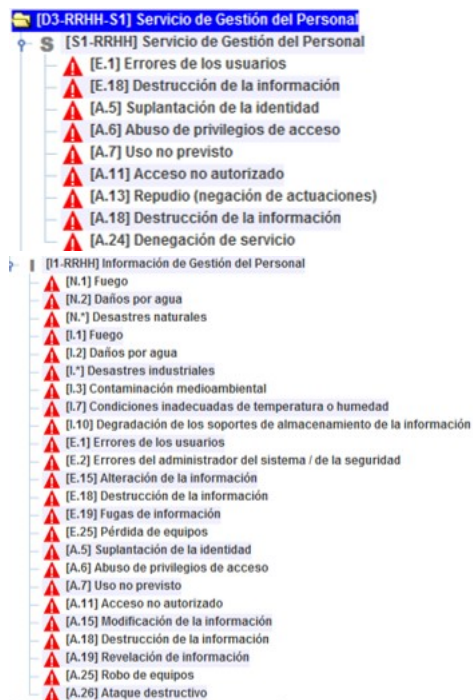 [D3-RRHH-S1] Servicio de Gestión del Personal
S [S1-RRHH] Servicio de Gestión del Personal
[E.1] Errores de los usuarios
[E.18] Destrucción de la información
[A.5] Suplantación de la identidad
[A.6] Abuso de privilegios de acceso
[A.7] Uso no previsto
[A.11] Acceso no autorizado
[A.13] Repudio (negación de actuaciones)
[A.18] Destrucción de la información
[A.24] Denegación de servicio
I [I1-RRHH] Información de Gestión del Personal
[N.1] Fuego
[N.2] Daños por agua
[N.*] Desastres naturales
[I.1] Fuego
[I.2] Daños por agua
[I.*] Desastres industriales
[I.3] Contaminación medioambiental
[I.7] Condiciones inadecuadas de temperatura o humedad
[I.10] Degradación de los soportes de almacenamiento de la información
[E.1] Errores de los usuarios
[E.2] Errores del administrador del sistema / de la seguridad
[E.15] Alteración de la información
[E.18] Destrucción de la información
[E.19] Fugas de información
[E.25] Pérdida de equipos
[A.5] Suplantación de la identidad
[A.6] Abuso de privilegios de acceso
[A.7] Uso no previsto
[A.11] Acceso no autorizado
[A.15] Modificación de la información
[A.18] Destrucción de la información
[A.19] Revelación de información
[A.25] Robo de equipos
[A.26] Ataque destructivo